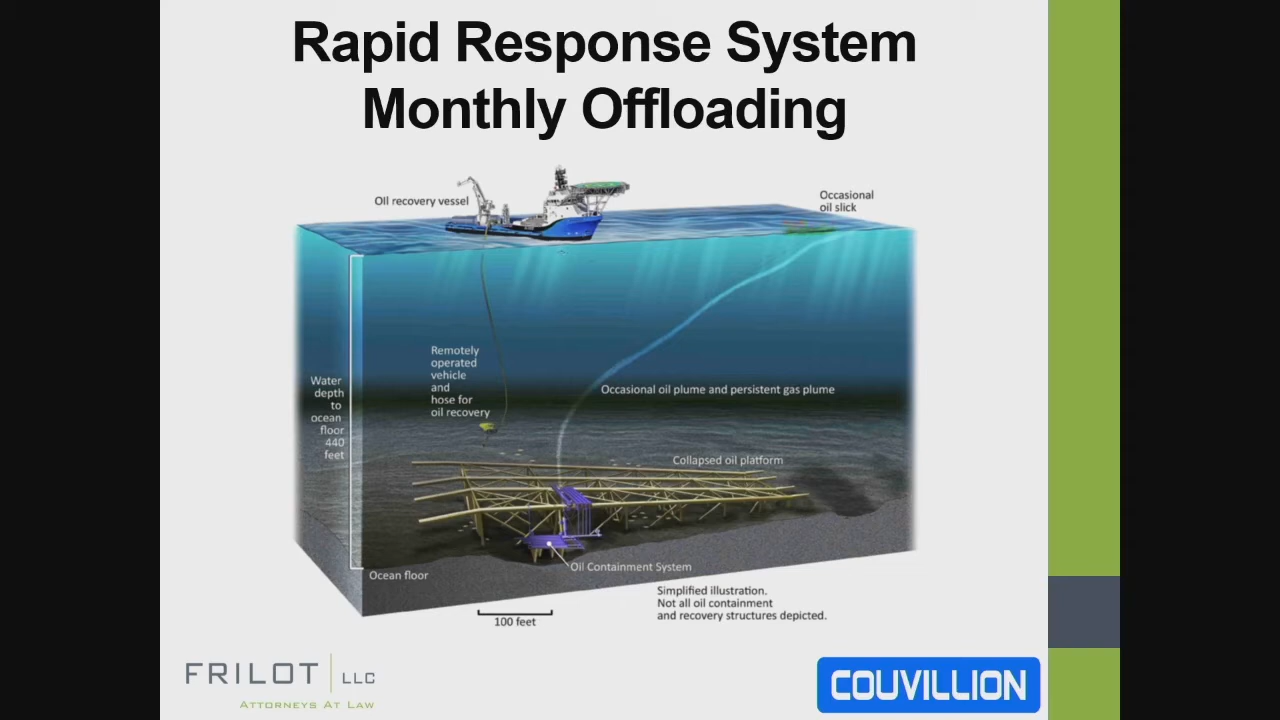 Rapid Response System
Monthly Offloading
Oil recovery vessel
Occasional
oil slick
Remotely
operated
vehicle
and
hose for
oil recovery
Water
depth
to
ocean
floor
440
feet
Occasional oil plume and persistent gas plume
Collapsed oil platform
Oil Containment System
Ocean floor
Simplified illustration.
Not all oil containment
and recovery structures depicted.
100 feet
FRILOT LLC
ATTORNEYS AT LAW
COUVILLION